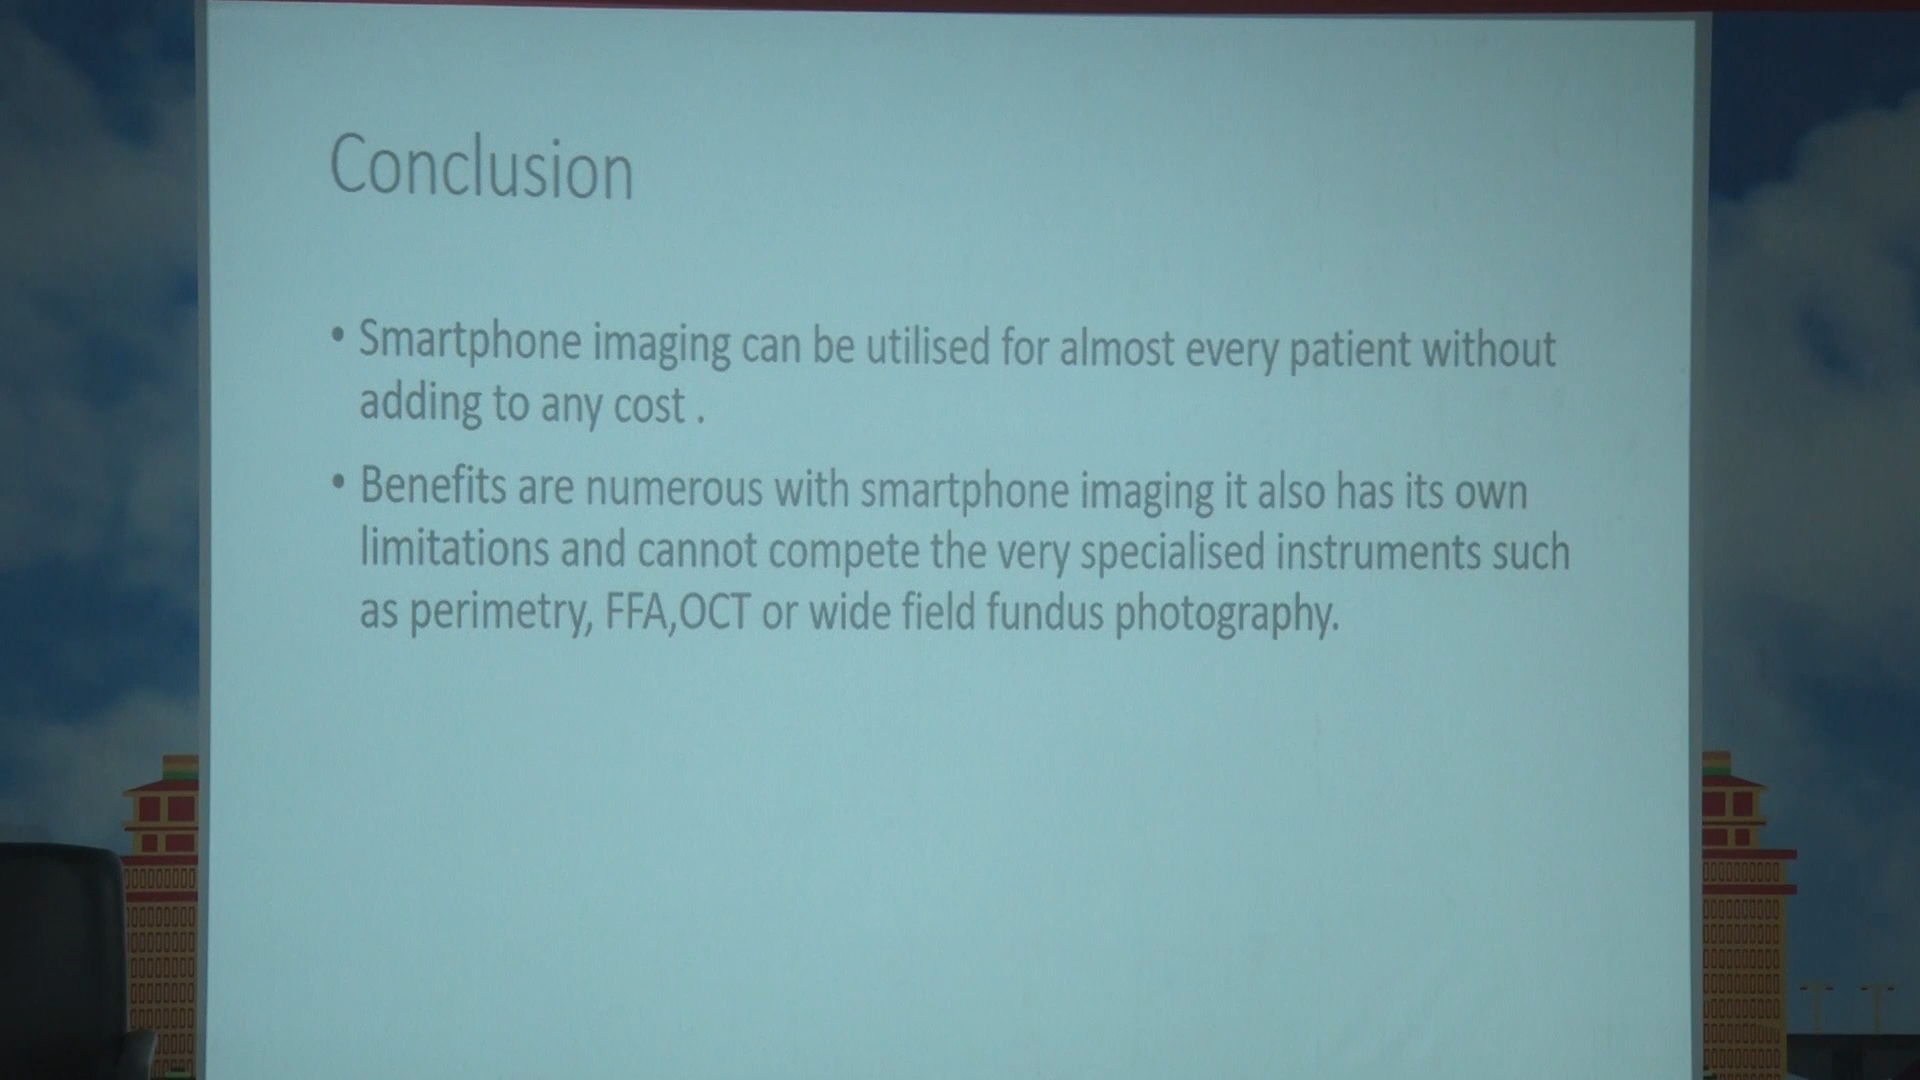 Conclusion
• Smartphone imaging can be utilised for almost every patient without
adding to any cost .
• Benefits are numerous with smartphone imaging it also has its own
limitations and cannot compete the very specialised instruments such
as perimetry, FFA,OCT or wide field fundus photography.